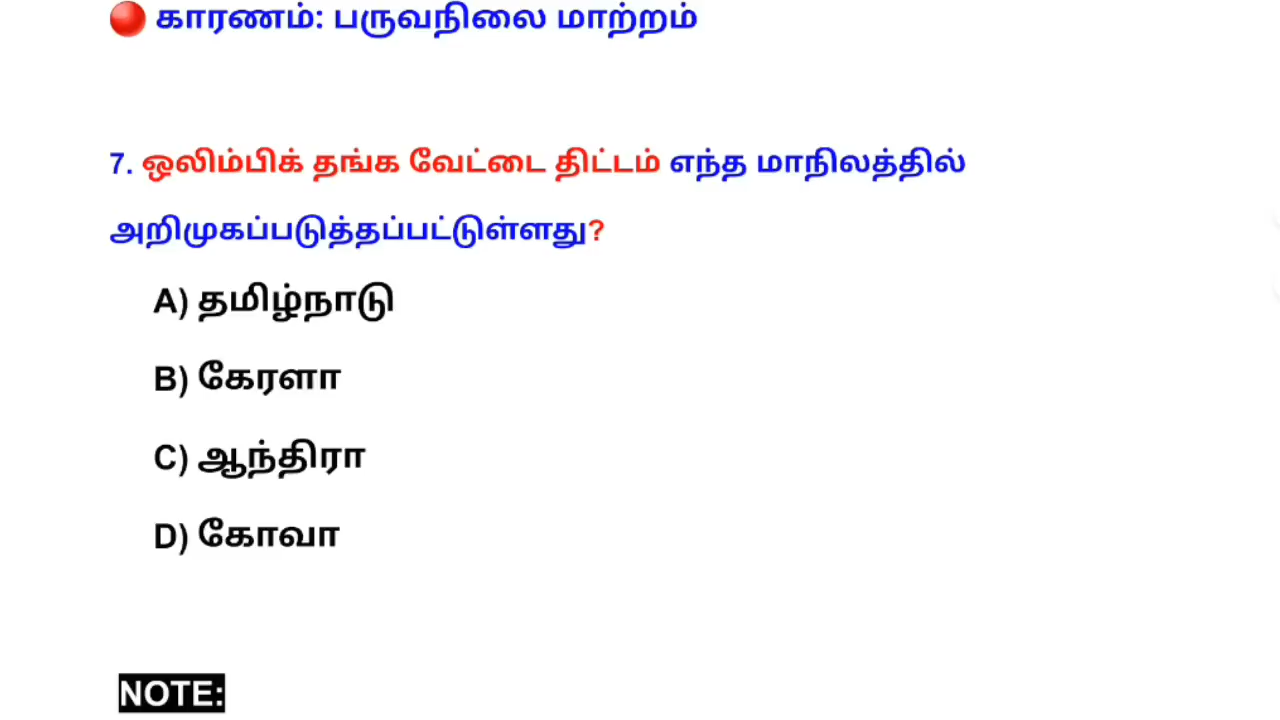 காரணம்: பருவநிலை மாற்றம்
7. ஒலிம்பிக் தங்க வேட்டை திட்டம் எந்த மாநிலத்தில்
அறிமுகப்படுத்தப்பட்டுள்ளது?
A) தமிழ்நாடு
B) கேரளா
C) ஆந்திரா
D) கோவா
NOTE: